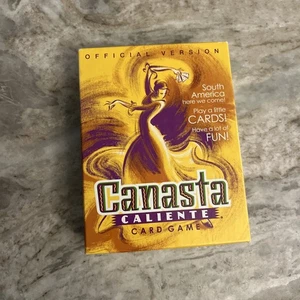 OFFICIAL VERSION
South
America
here we come!
Play a little
CARDS!
Have a lot of
FUN!
Canasta
CALIENTE
CARD GAME